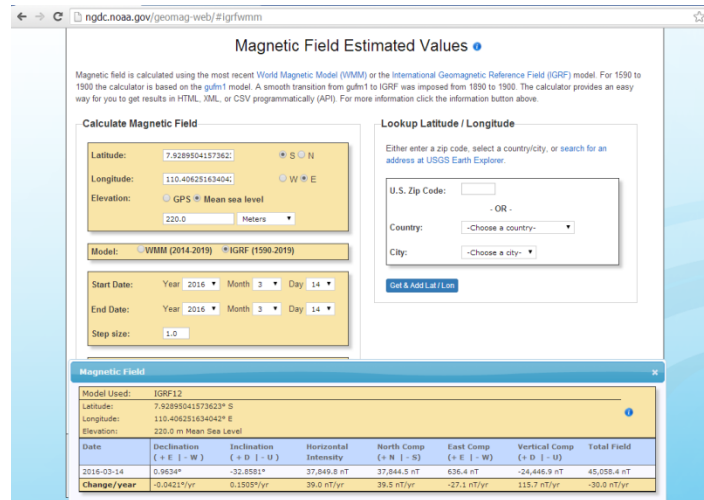 ngdc.noaa.gov/geomag-web/#igrfwmm
Magnetic Field Estimated Values
Magnetic field is calculated using the most recent World Magnetic Model (WMM) or the International Geomagnetic Reference Field (IGRF) model. For 1590 to
1900 the calculator is based on the gufm1 model. A smooth transition from gufm1 to IGRF was imposed from 1890 to 1900. The calculator provides an easy
way for you to get results in HTML, XML, or CSV programmatically (API). For more information click the information button above.
Calculate Magnetic Field
Latitude: 7.9289504157362 S N
Longitude: 110.40625163404 W E
Elevation: GPS Mean sea level
220.0 Meters
Model: WMM (2014-2019) IGRF (1590-2019)
Start Date: Year 2016 Month 3 Day 14
End Date: Year 2016 Month 3 Day 14
Step size: 1.0
Lookup Latitude / Longitude
Either enter a zip code, select a country/city, or search for an
address at USGS Earth Explorer.
U.S. Zip Code:
- OR -
Country: -Choose a country-
City: -Choose a city-
Get & Add Lat / Lon
Magnetic Field x
Model Used: IGRF12
Latitude: 7.92895041573623° S
Longitude: 110.406251634042° E
Elevation: 220.0 m Mean Sea Level
Date Declination Inclination Horizontal North Comp East Comp Vertical Comp Total Field
( + E | - W ) ( + D | - U ) Intensity (+ N | - S) (+ E | - W) (+ D | - U)
2016-03-14 0.9634° -32.8581° 37,849.8 nT 37,844.5 nT 636.4 nT -24,446.9 nT 45,058.4 nT
Change/year -0.0421°/yr 0.1505°/yr 39.0 nT/yr 39.5 nT/yr -27.1 nT/yr 115.7 nT/yr -30.0 nT/yr